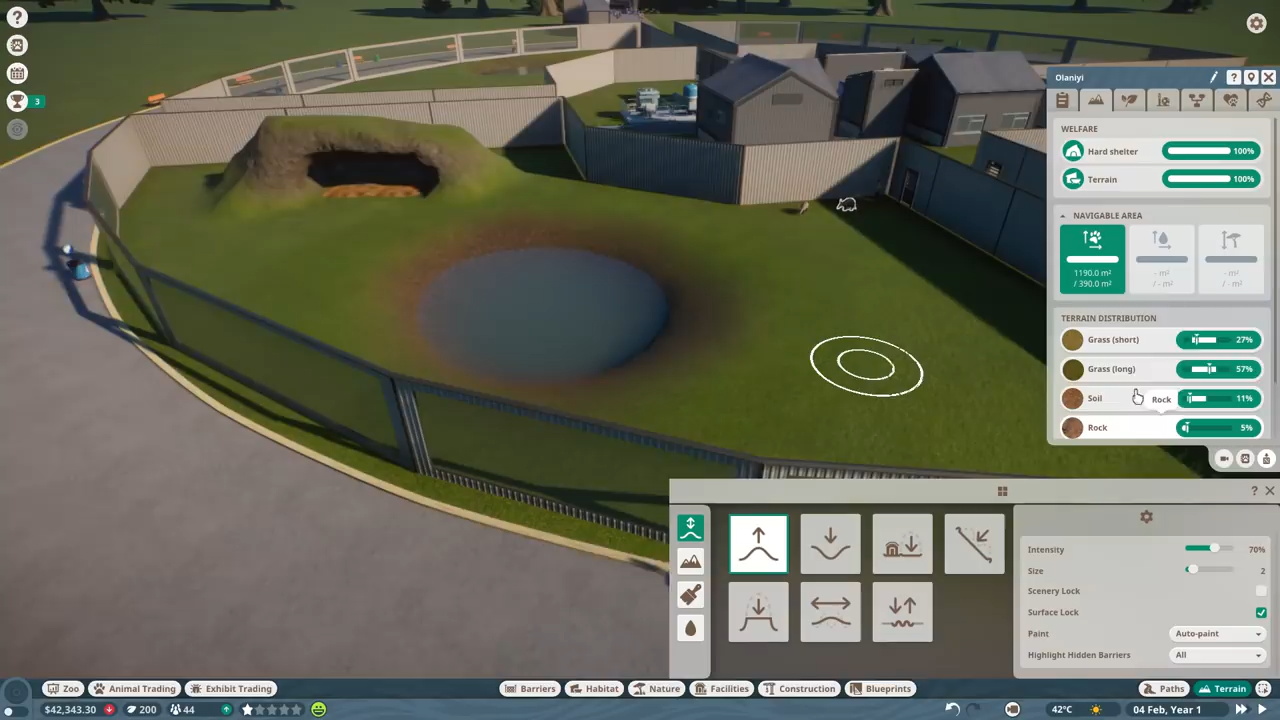 ?
3
Olaniyi
?
WELFARE
Hard shelter 100%
Terrain 100%
NAVIGABLE AREA
1190.0 m² - m² - m²
/ 390.0 m² / - m² / - m²
TERRAIN DISTRIBUTION
Grass (short) 27%
Grass (long) 57%
Soil 11%
Rock
Rock 5%
?
Intensity 70%
Size 2
Scenery Lock
Surface Lock
Paint Auto-paint
Highlight Hidden Barriers All
Zoo Animal Trading Exhibit Trading Barriers Habitat Nature Facilities Construction Blueprints Paths Terrain
$42,343.30 200 44 42°C 04 Feb, Year 1